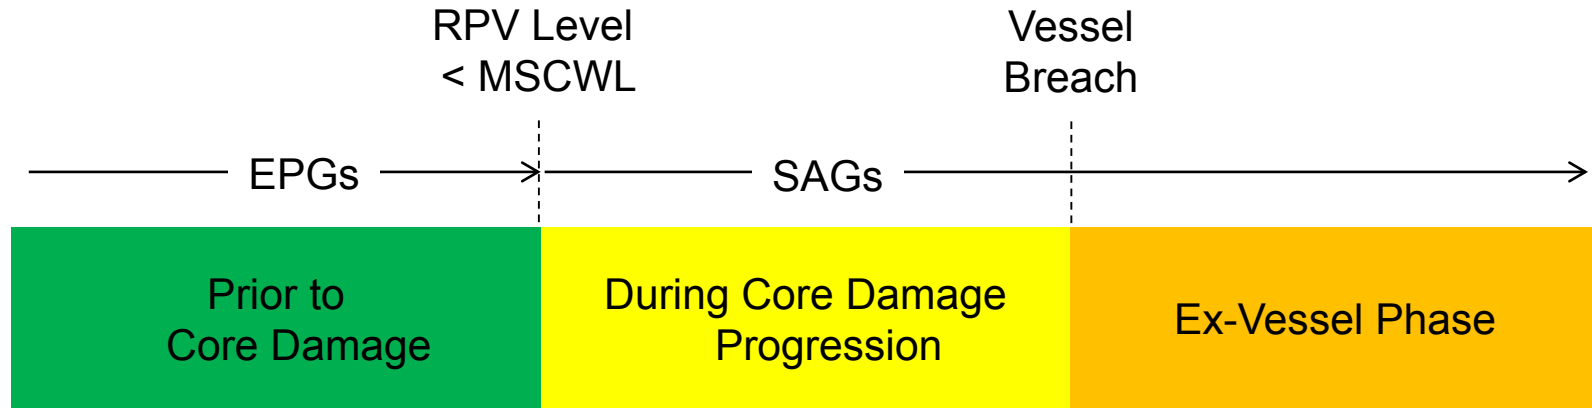 RPV Level
< MSCWL
Vessel
Breach
EPGs
SAGs
Prior to
Core Damage
During Core Damage
Progression
Ex-Vessel Phase